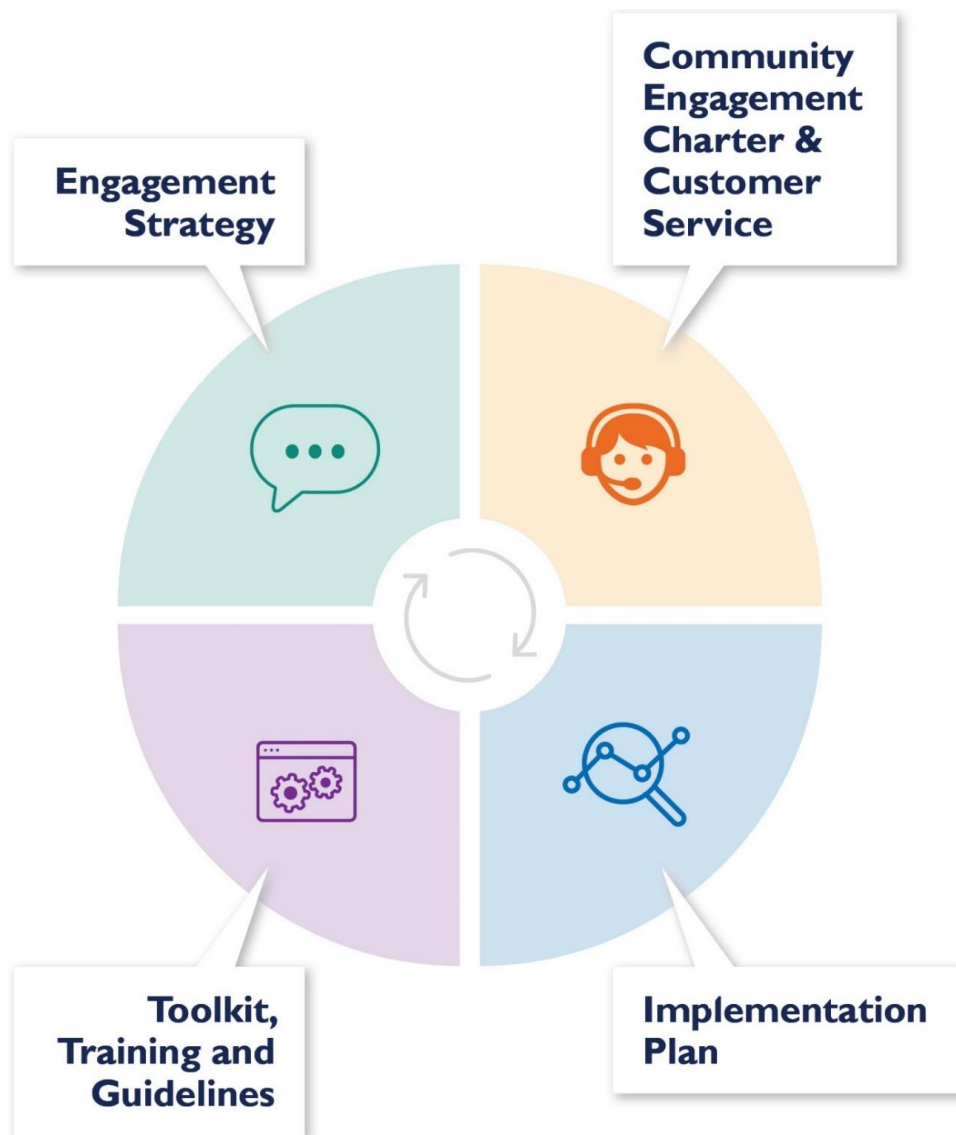 Engagement
Strategy
Community
Engagement
Charter &
Customer
Service
Toolkit,
Training and
Guidelines
Implementation
Plan